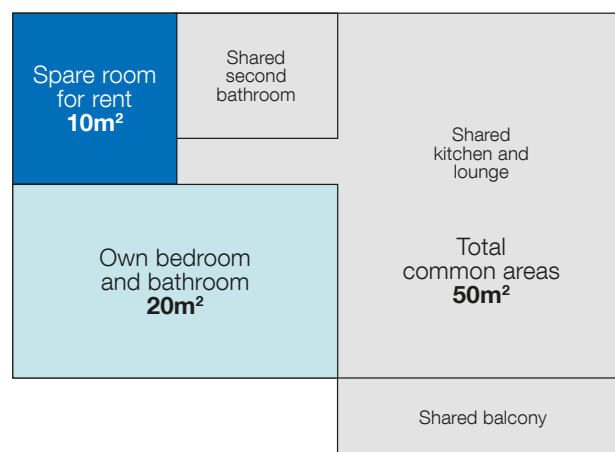 Spare room
for rent
10m²
Shared
second
bathroom
Shared
kitchen and
lounge
Own bedroom
and bathroom
20m²
Total
common areas
50m²
Shared balcony